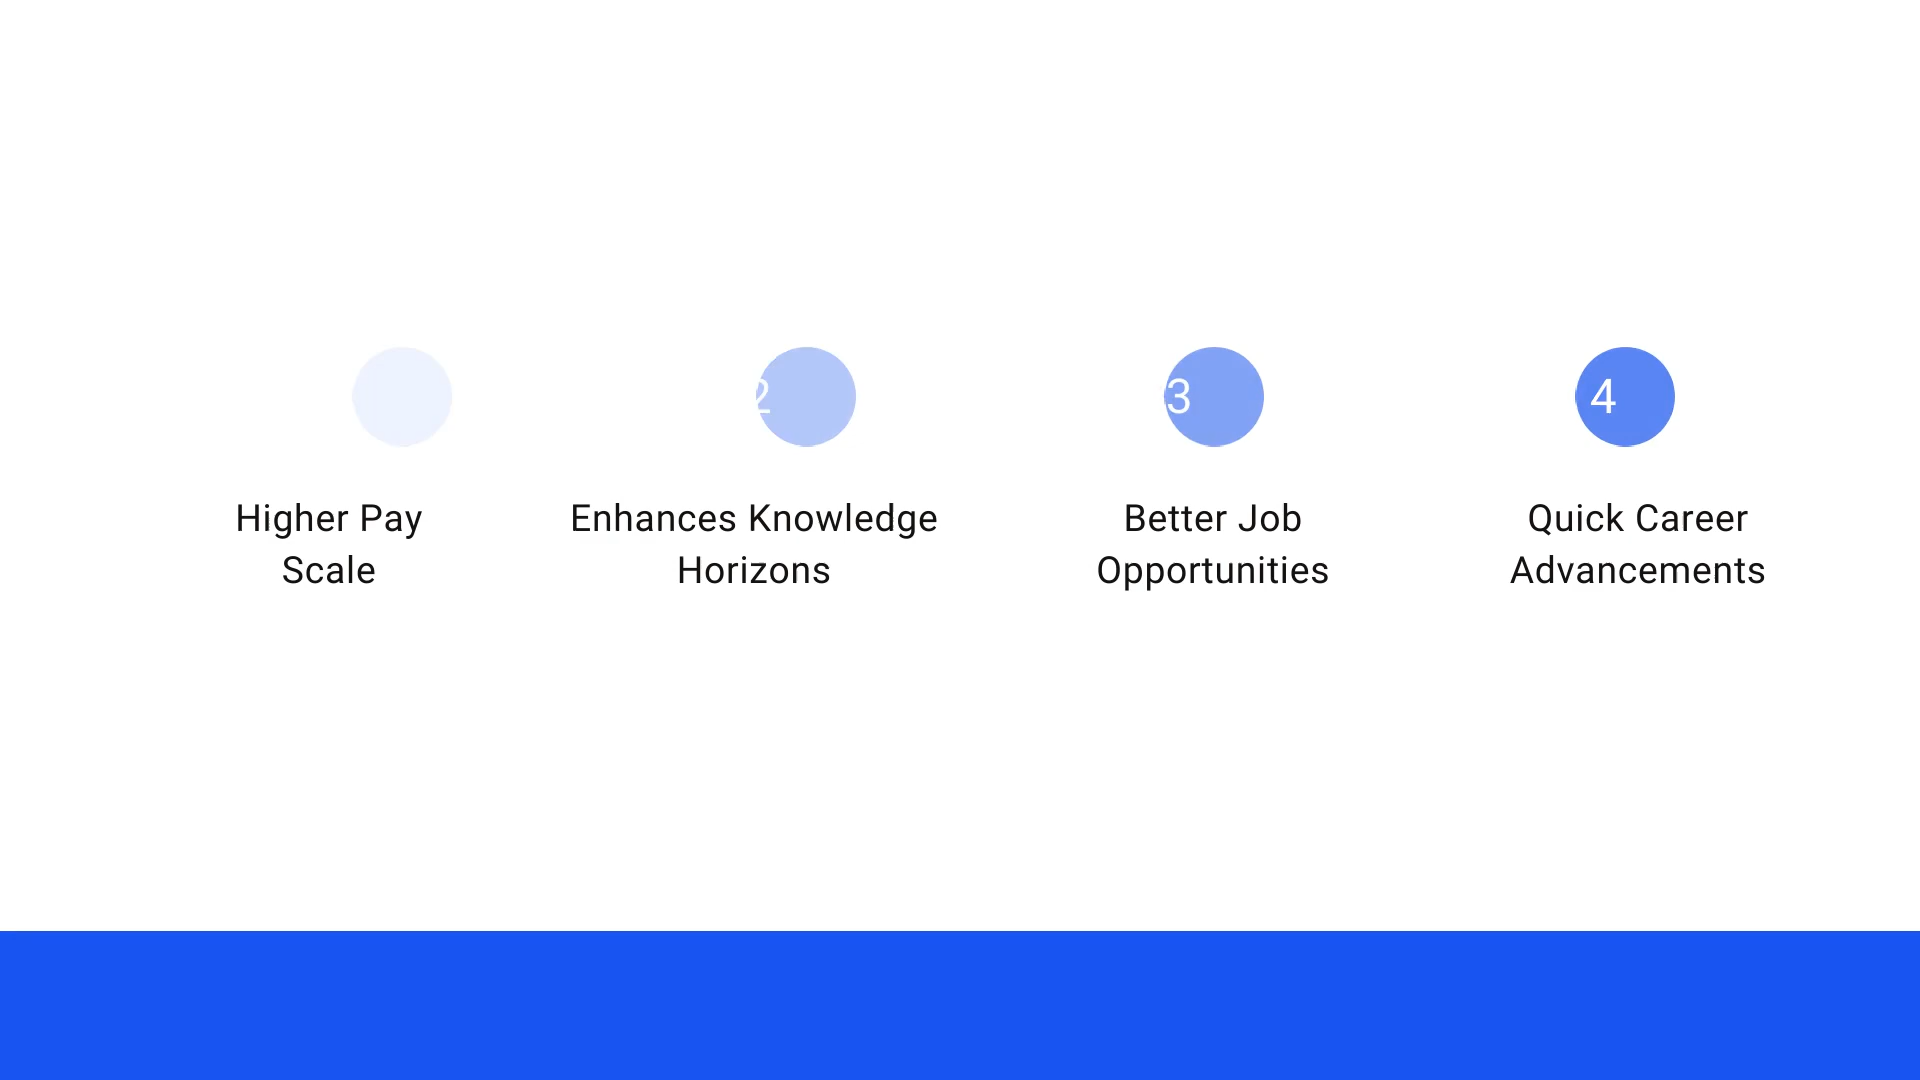 2
3
4
Higher Pay
Scale
Enhances Knowledge
Horizons
Better Job
Opportunities
Quick Career
Advancements